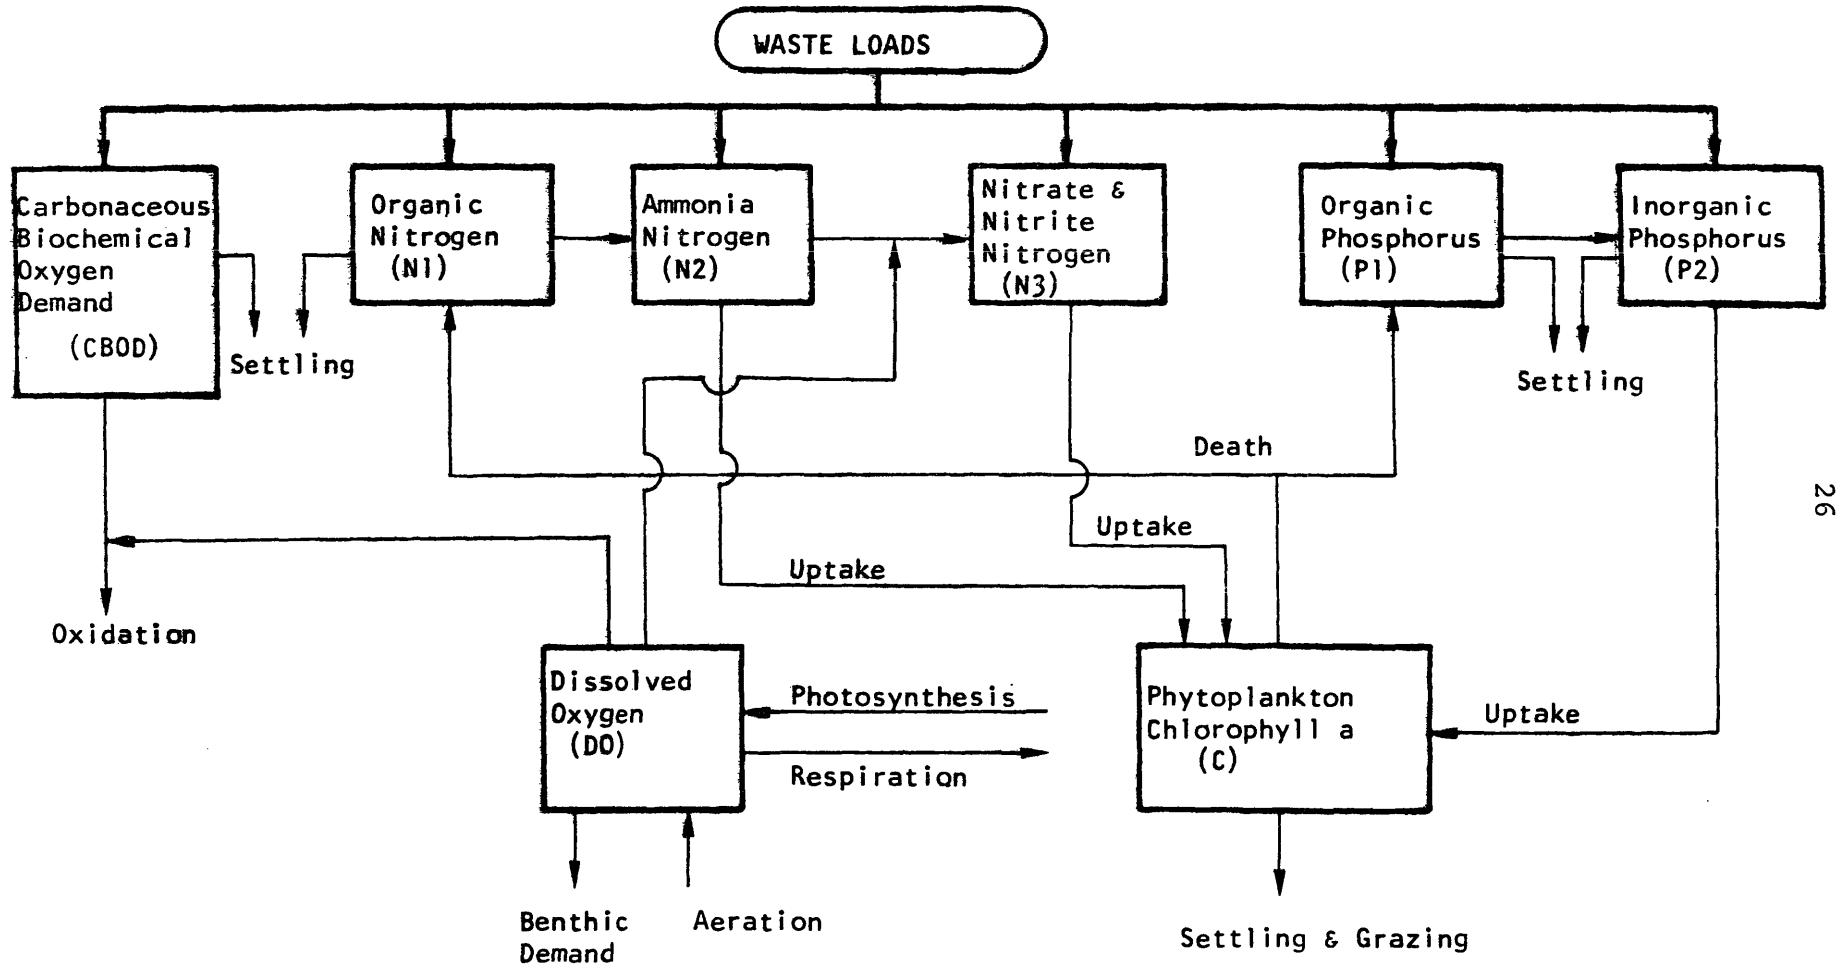 WASTE LOADS
Carbonaceous
Biochemical
Oxygen
Demand
(CBOD)
Organic
Nitrogen
(N1)
Ammonia
Nitrogen
(N2)
Nitrate &
Nitrite
Nitrogen
(N3)
Organic
Phosphorus
(P1)
Inorganic
Phosphorus
(P2)
Settling
Settling
Death
26
Uptake
Uptake
Oxidation
Dissolved
Oxygen
(DO)
Photosynthesis
Respiration
Phytoplankton
Chlorophyll a
(C)
Uptake
Benthic
Demand
Aeration
Settling & Grazing